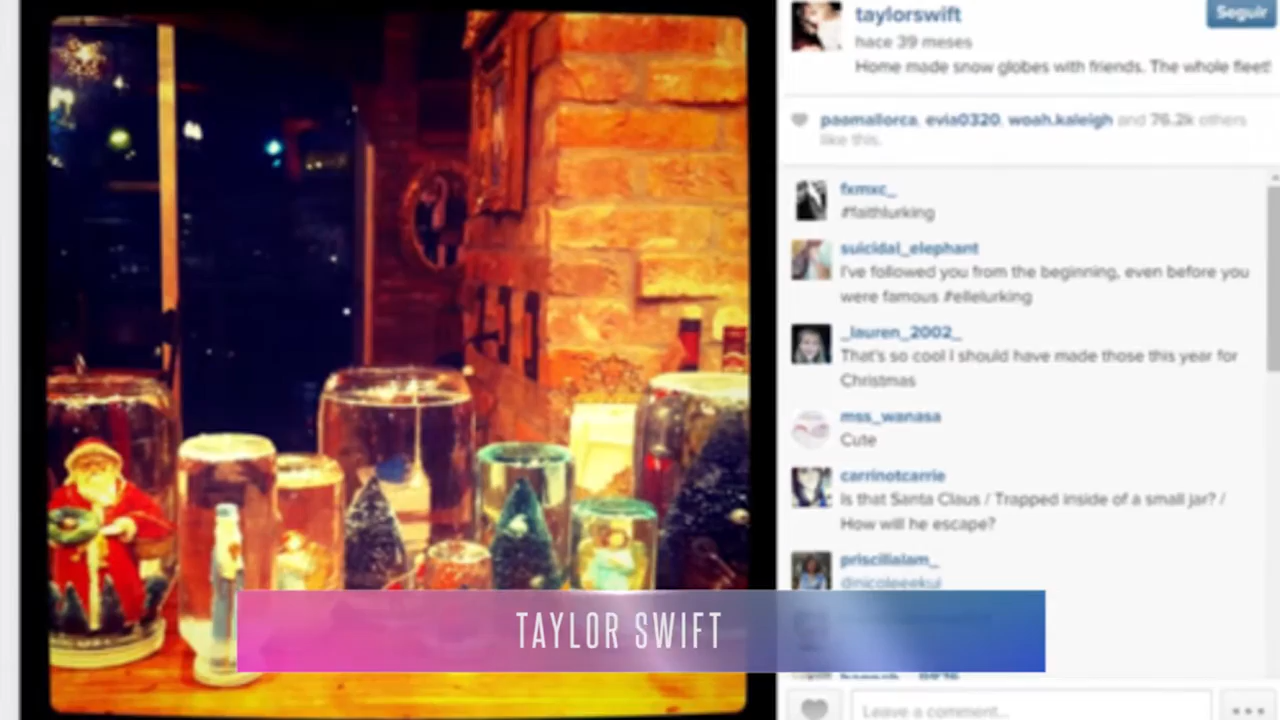 taylorswift
Seguir
hace 39 meses
Home made snow globes with friends. The whole fleet!
paomallorca, evia0320, woah.kaleigh and 76.2k others
like this.
fxmxc_
#faithlurking
suicidal_elephant
I've followed you from the beginning, even before you
were famous #ellelurking
_lauren_2002_
That's so cool I should have made those this year for
Christmas
mss_wanasa
Cute
carrinotcarrie
Is that Santa Claus / Trapped inside of a small jar? /
How will he escape?
priscillalam_
@nicoleeekul
TAYLOR SWIFT
Leave a comment...